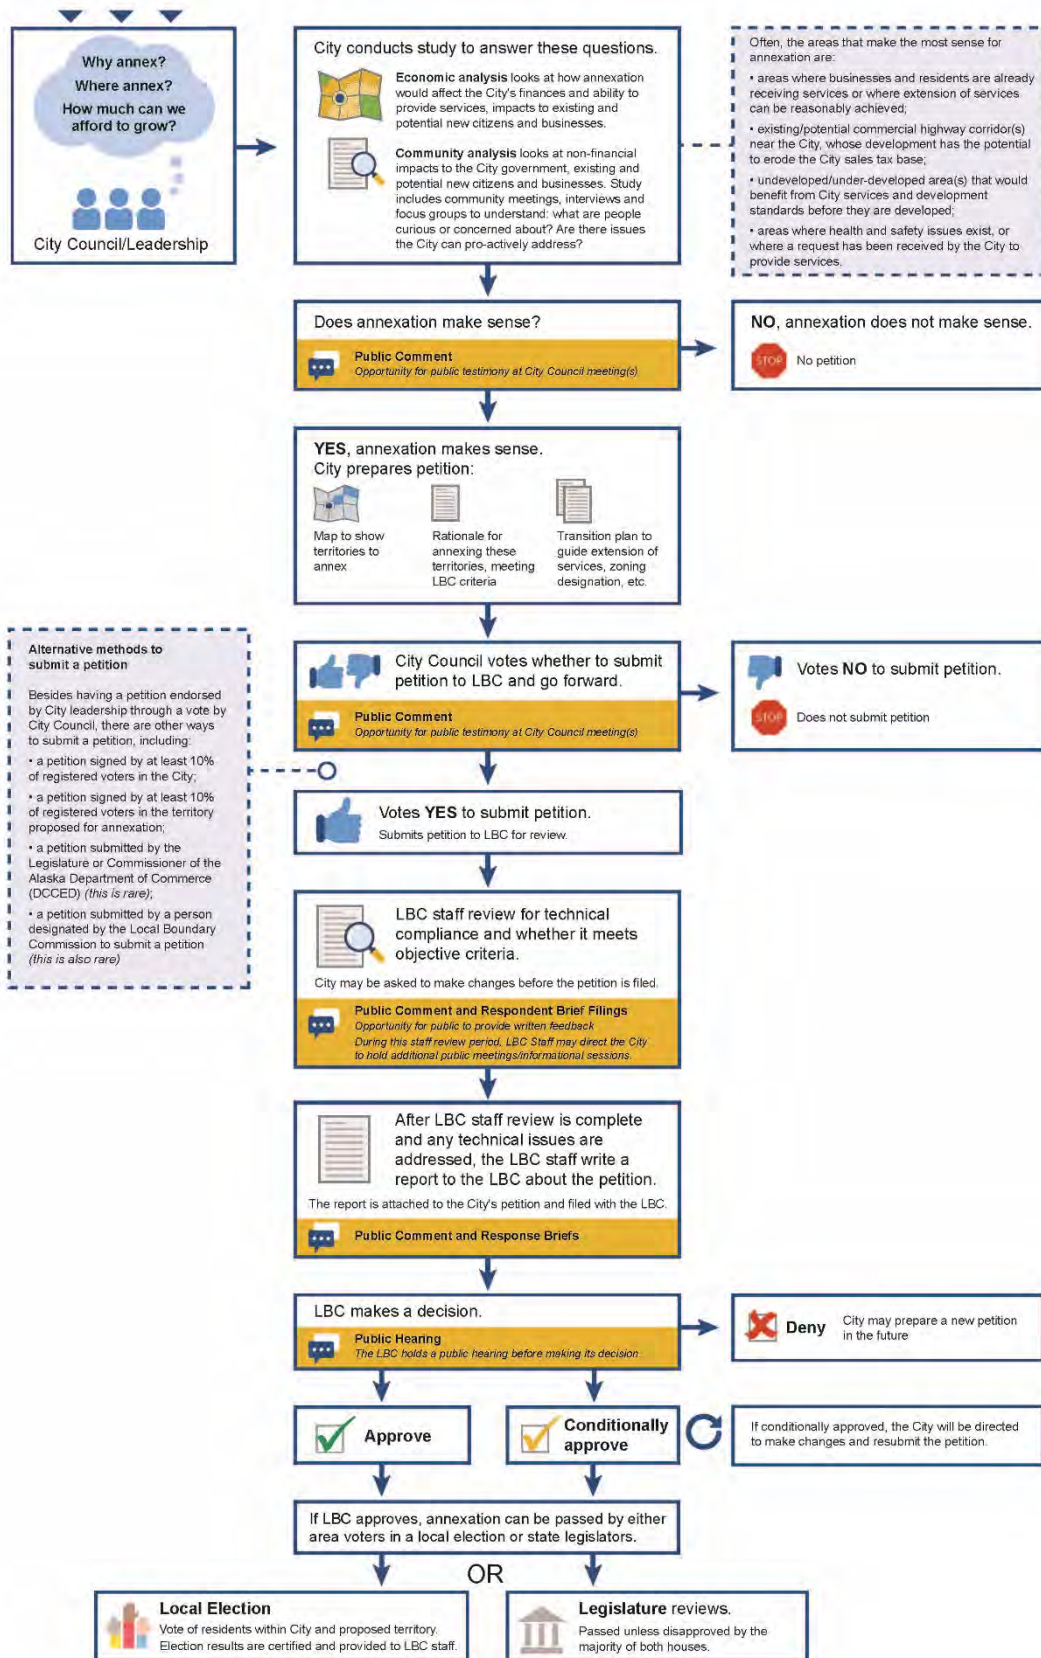 Why annex?
Where annex?
How much can we
afford to grow?
City Council/Leadership
City conducts study to answer these questions.
Economic analysis looks at how annexation
would affect the City's finances and ability to
provide services, impacts to existing and
potential new citizens and businesses.
Community analysis looks at non-financial
impacts to the City government, existing and
potential new citizens and businesses. Study
includes community meetings, interviews and
focus groups to understand: what are people
curious or concerned about? Are there issues
the City can pro-actively address?
Often, the areas that make the most sense for
annexation are:
• areas where businesses and residents are already
receiving services or where extension of services
can be reasonably achieved;
• existing/potential commercial highway corridor(s)
near the City, whose development has the potential
to erode the City sales tax base;
• undeveloped/under-developed area(s) that would
benefit from City services and development
standards before they are developed;
• areas where health and safety issues exist, or
where a request has been received by the City to
provide services.
Does annexation make sense?
Public Comment
Opportunity for public testimony at City Council meeting(s)
NO, annexation does not make sense.
STOP
No petition
YES, annexation makes sense.
City prepares petition:
Map to show
territories to
annex
Rationale for
annexing these
territories, meeting
LBC criteria
Transition plan to
guide extension of
services, zoning
designation, etc.
Alternative methods to
submit a petition
Besides having a petition endorsed
by City leadership through a vote by
City Council, there are other ways
to submit a petition, including:
• a petition signed by at least 10%
of registered voters in the City;
• a petition signed by at least 10%
of registered voters in the territory
proposed for annexation;
• a petition submitted by the
Legislature or Commissioner of the
Alaska Department of Commerce
(DCCED) (this is rare);
• a petition submitted by a person
designated by the Local Boundary
Commission to submit a petition
(this is also rare)
City Council votes whether to submit
petition to LBC and go forward.
Public Comment
Opportunity for public testimony at City Council meeting(s)
Votes NO to submit petition.
STOP
Does not submit petition
Votes YES to submit petition.
Submits petition to LBC for review.
LBC staff review for technical
compliance and whether it meets
objective criteria.
City may be asked to make changes before the petition is filed.
Public Comment and Respondent Brief Filings
Opportunity for public to provide written feedback
During this staff review period, LBC Staff may direct the City
to hold additional public meetings/informational sessions.
After LBC staff review is complete
and any technical issues are
addressed, the LBC staff write a
report to the LBC about the petition.
The report is attached to the City's petition and filed with the LBC.
Public Comment and Response Briefs
LBC makes a decision.
Public Hearing
The LBC holds a public hearing before making its decision.
Deny
City may prepare a new petition
in the future
Approve
Conditionally
approve
If conditionally approved, the City will be directed
to make changes and resubmit the petition.
If LBC approves, annexation can be passed by either
area voters in a local election or state legislators.
OR
Local Election
Vote of residents within City and proposed territory.
Election results are certified and provided to LBC staff.
Legislature reviews.
Passed unless disapproved by the
majority of both houses.